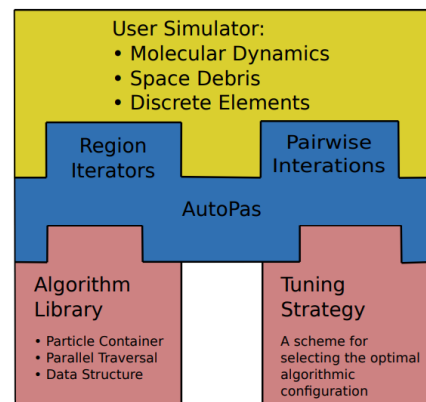 User Simulator:
• Molecular Dynamics
• Space Debris
• Discrete Elements
Region
Iterators
Pairwise
Interations
AutoPas
Algorithm
Library
• Particle Container
• Parallel Traversal
• Data Structure
Tuning
Strategy
A scheme for
selecting the optimal
algorithmic
configuration